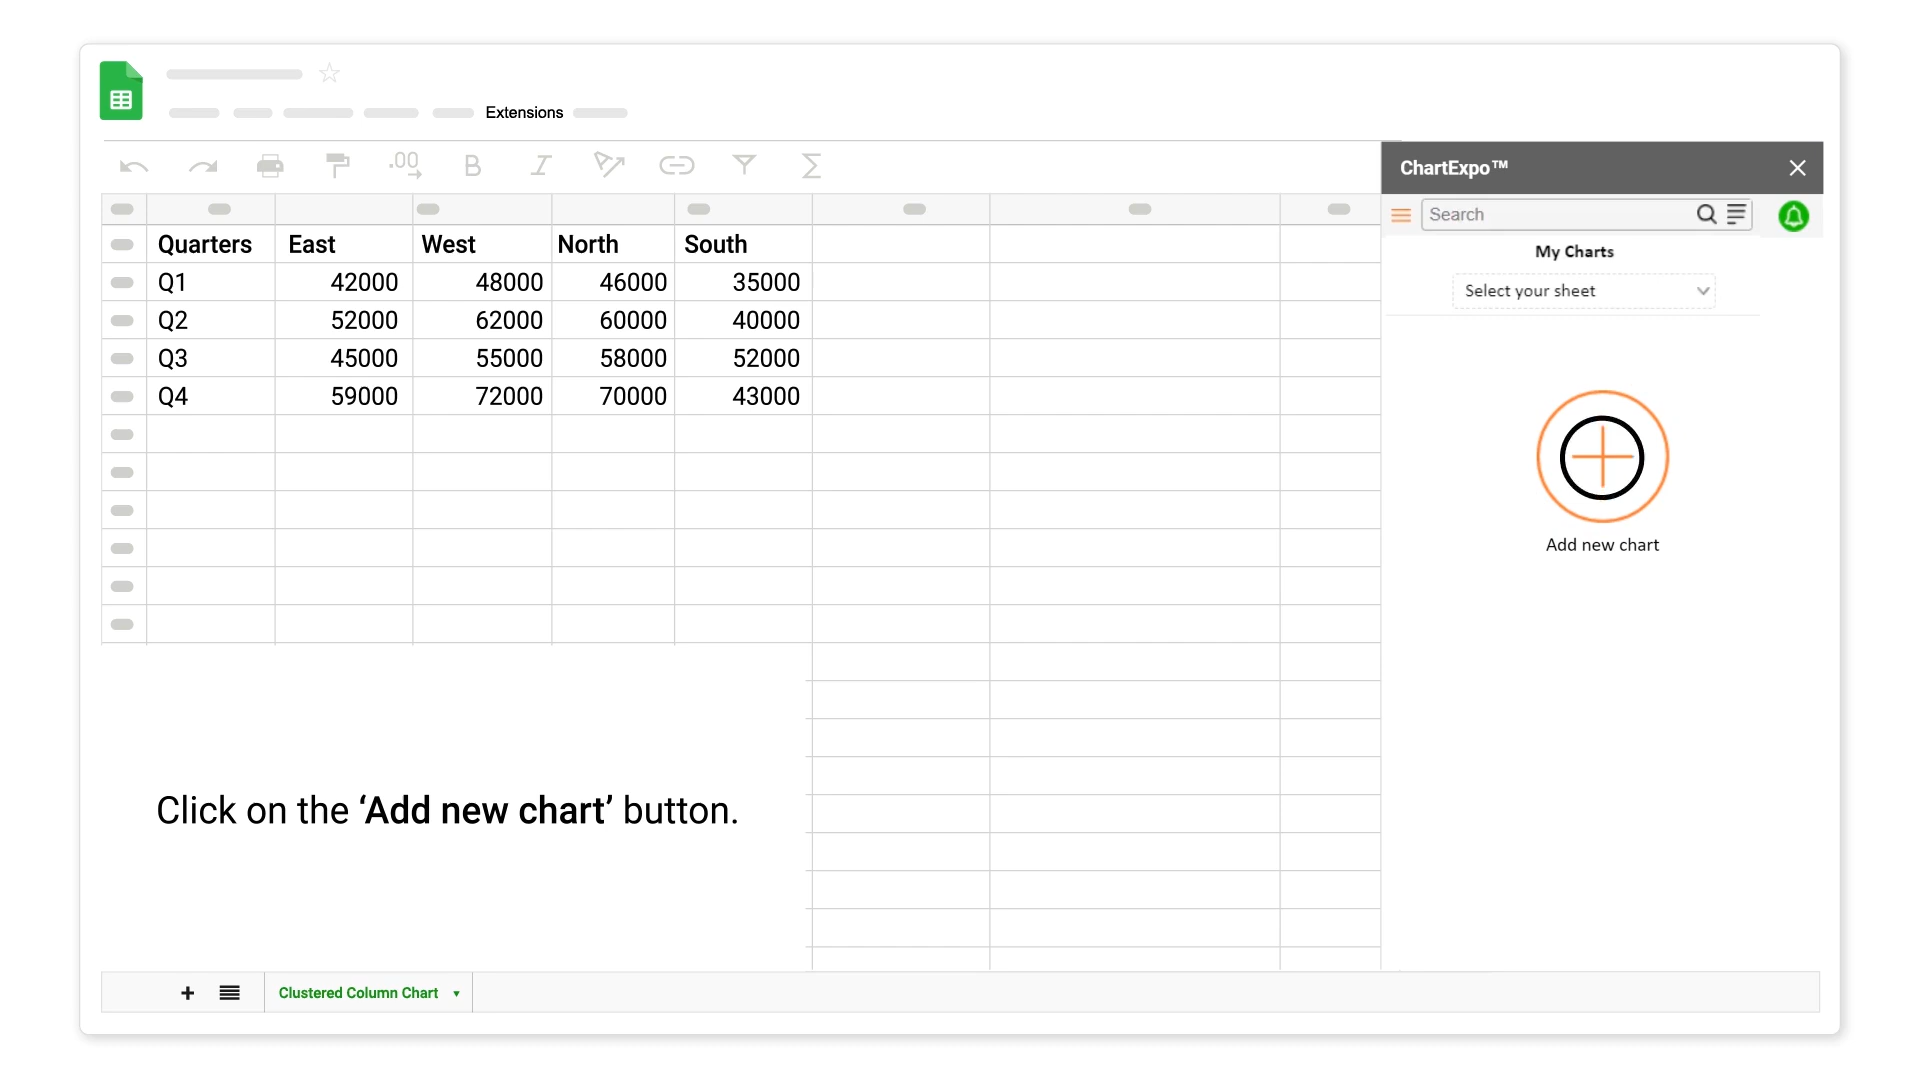 Extensions
.00
B
I
ChartExpo™
Search
My Charts
Select your sheet
Quarters East West North South
Q1 42000 48000 46000 35000
Q2 52000 62000 60000 40000
Q3 45000 55000 58000 52000
Q4 59000 72000 70000 43000
Add new chart
Click on the ‘Add new chart’ button.
Clustered Column Chart